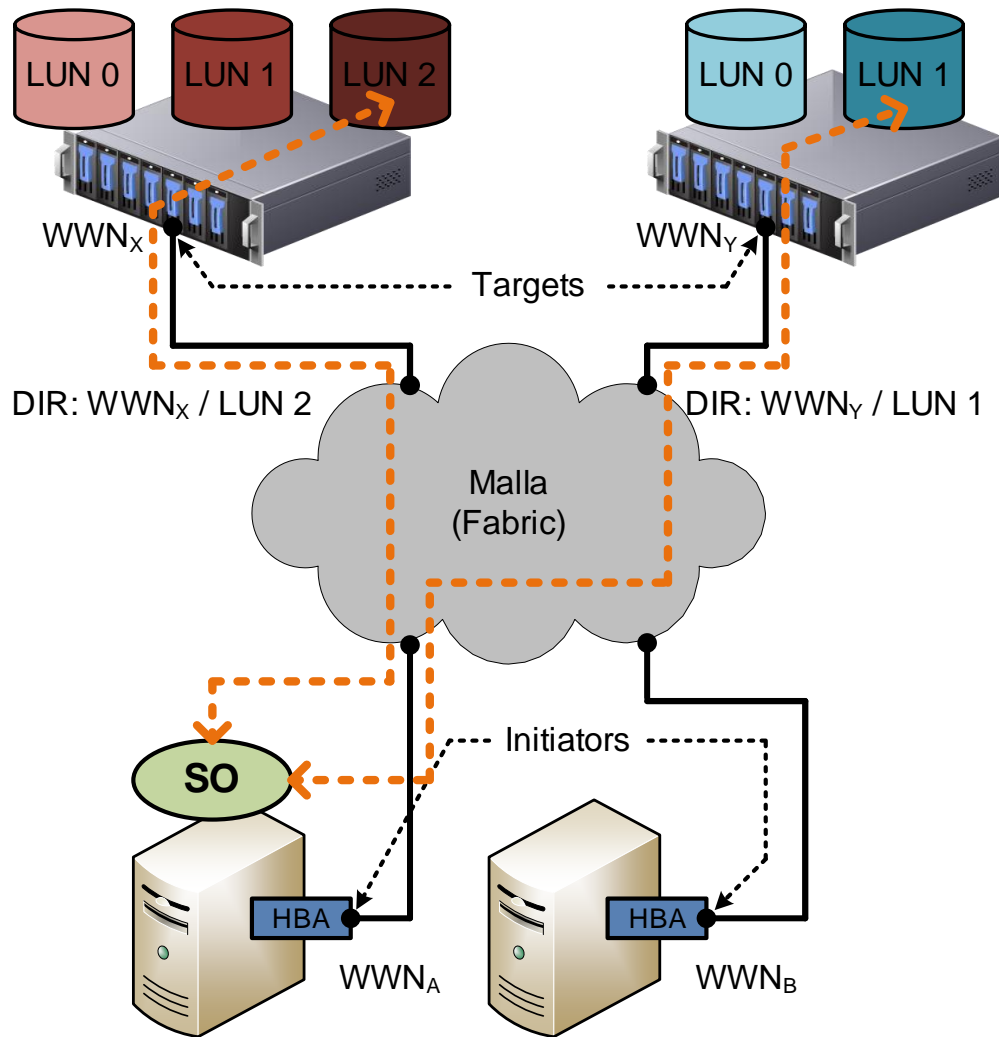 LUN 0
LUN 1
LUN 2
LUN 0
LUN 1
WWNX
WWNY
Targets
DIR: WWNX / LUN 2
DIR: WWNY / LUN 1
Malla
(Fabric)
Initiators
SO
HBA
HBA
WWNA
WWNB